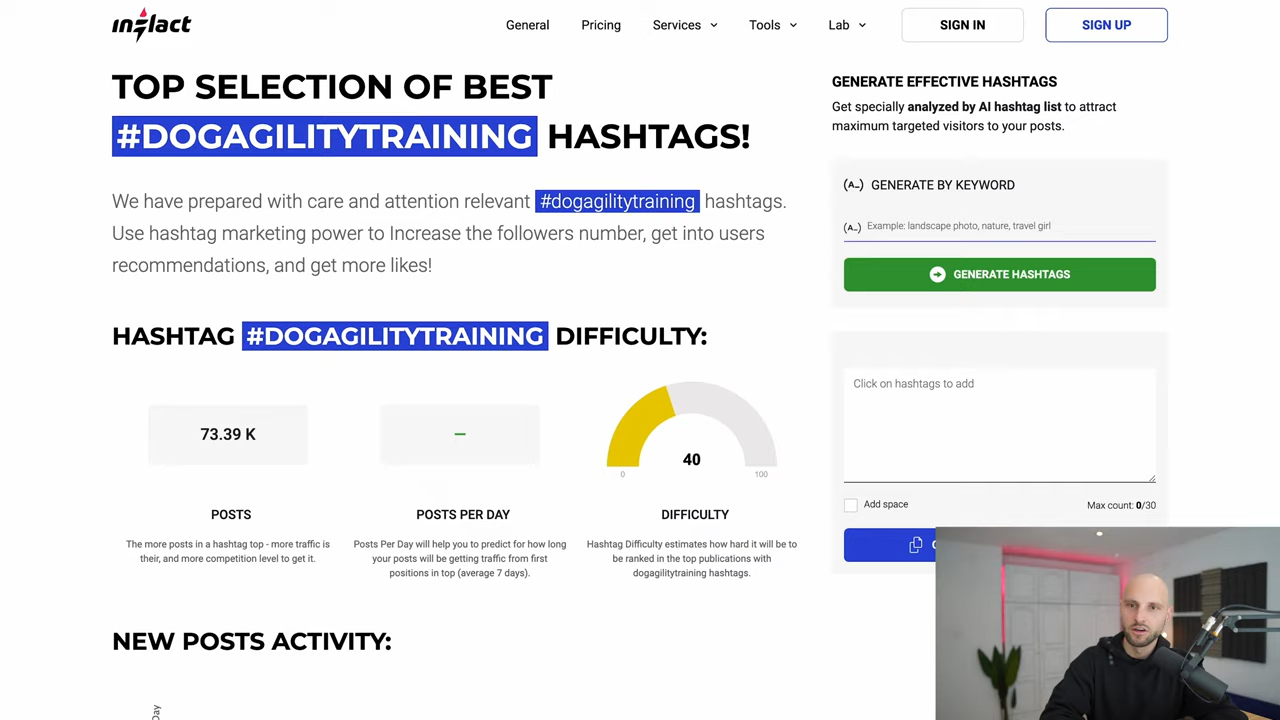 inflact
General
Pricing
Services
Tools
Lab
SIGN IN
SIGN UP
TOP SELECTION OF BEST
#DOGAGILITYTRAINING HASHTAGS!
We have prepared with care and attention relevant #dogagilitytraining hashtags.
Use hashtag marketing power to Increase the followers number, get into users
recommendations, and get more likes!
HASHTAG #DOGAGILITYTRAINING DIFFICULTY:
73.39 K
POSTS
The more posts in a hashtag top - more traffic is
their, and more competition level to get it.
–
POSTS PER DAY
Posts Per Day will help you to predict for how long
your posts will be getting traffic from first
positions in top (average 7 days).
40
0
100
DIFFICULTY
Hashtag Difficulty estimates how hard it will be to
be ranked in the top publications with
dogagilitytraining hashtags.
NEW POSTS ACTIVITY:
Day
GENERATE EFFECTIVE HASHTAGS
Get specially analyzed by AI hashtag list to attract
maximum targeted visitors to your posts.
(A..) GENERATE BY KEYWORD
(A..) Example: landscape photo, nature, travel girl
GENERATE HASHTAGS
Click on hashtags to add
Add space
Max count: 0/30